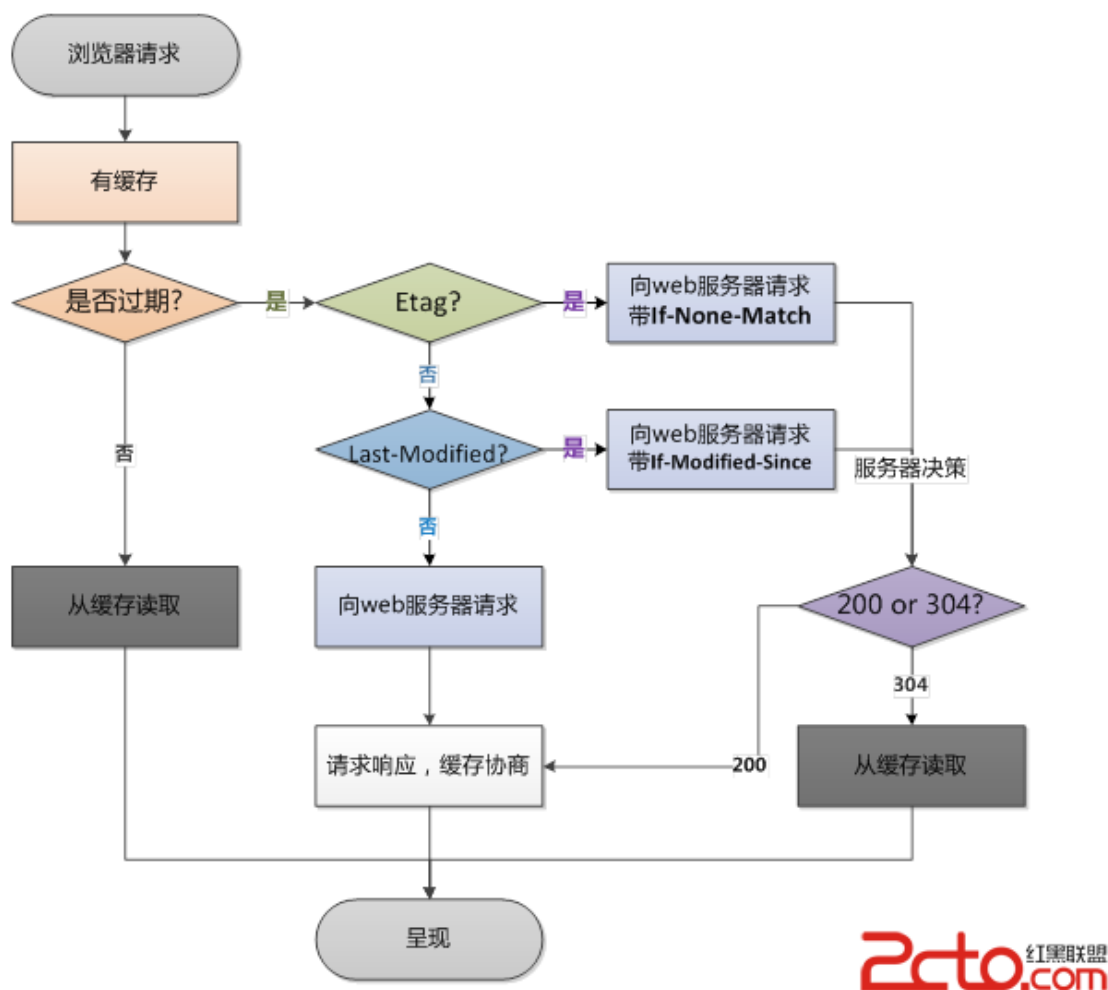 浏览器请求
有缓存
是否过期?
是
Etag?
是
向web服务器请求
带If-None-Match
否
否
Last-Modified?
是
向web服务器请求
带If-Modified-Since
服务器决策
否
从缓存读取
向web服务器请求
200 or 304?
304
请求响应，缓存协商
200
从缓存读取
呈现
2cto.com
红黑联盟